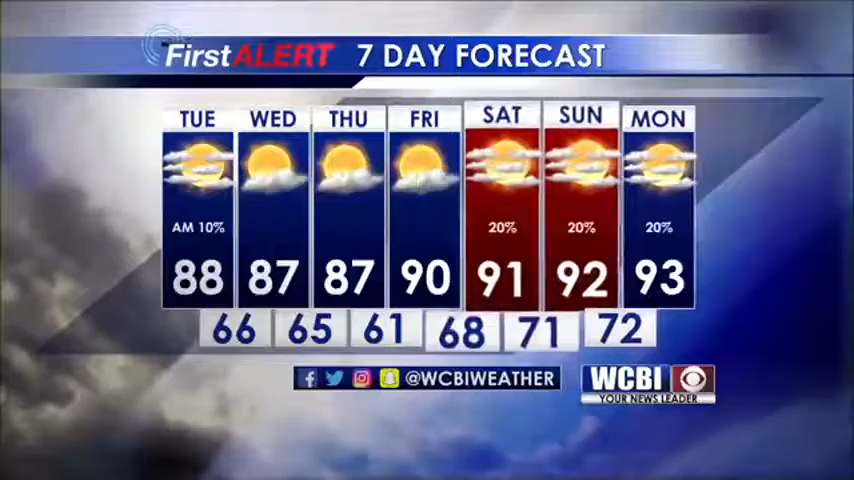 FirstALERT 7 DAY FORECAST
TUE WED THU FRI SAT SUN MON
AM 10% 20% 20% 20%
88 87 87 90 91 92 93
66 65 61 68 71 72
@WCBIWEATHER
WCBI
YOUR NEWS LEADER